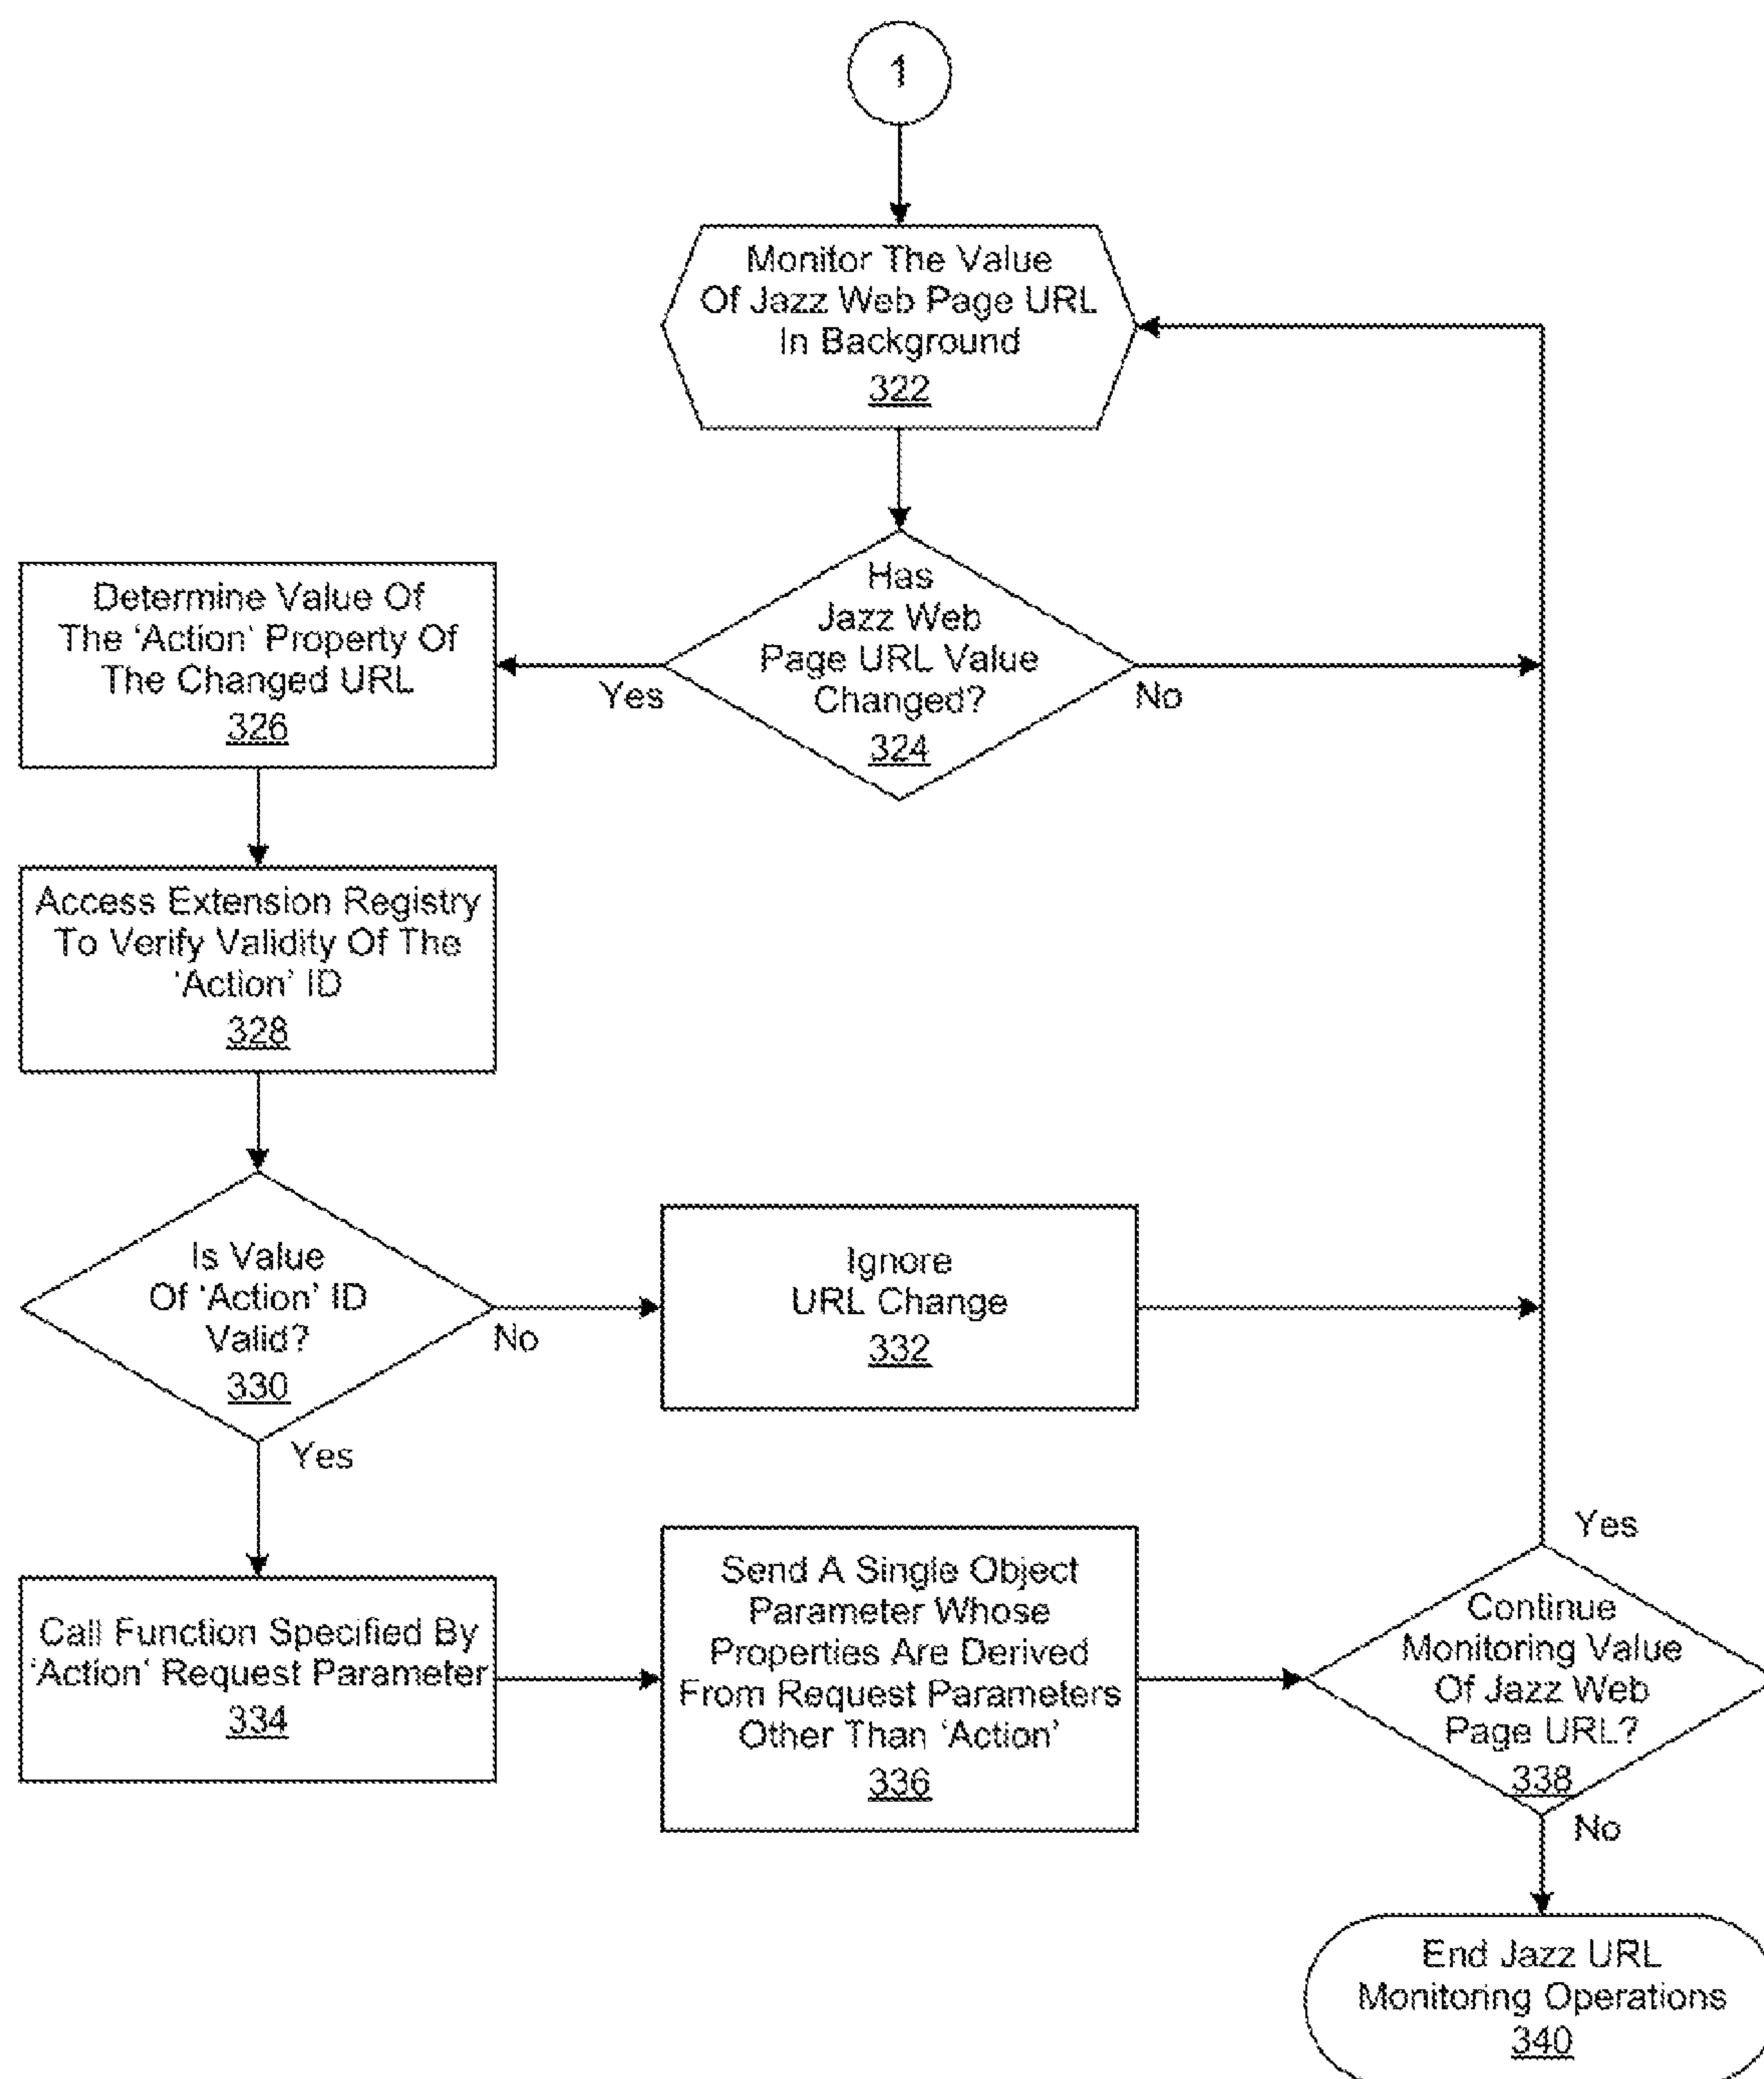 1
Monitor The Value
Of Jazz Web Page URL
In Background
322
Has
Jazz Web
Page URL Value
Changed?
324
Yes
No
Determine Value Of
The ‘Action’ Property Of
The Changed URL
326
Access Extension Registry
To Verify Validity Of The
‘Action’ ID
328
Is Value
Of ‘Action’ ID
Valid?
330
No
Yes
Ignore
URL Change
332
Call Function Specified By
‘Action’ Request Parameter
334
Send A Single Object
Parameter Whose
Properties Are Derived
From Request Parameters
Other Than ‘Action’
336
Yes
Continue
Monitoring Value
Of Jazz Web
Page URL?
338
No
End Jazz URL
Monitoring Operations
340